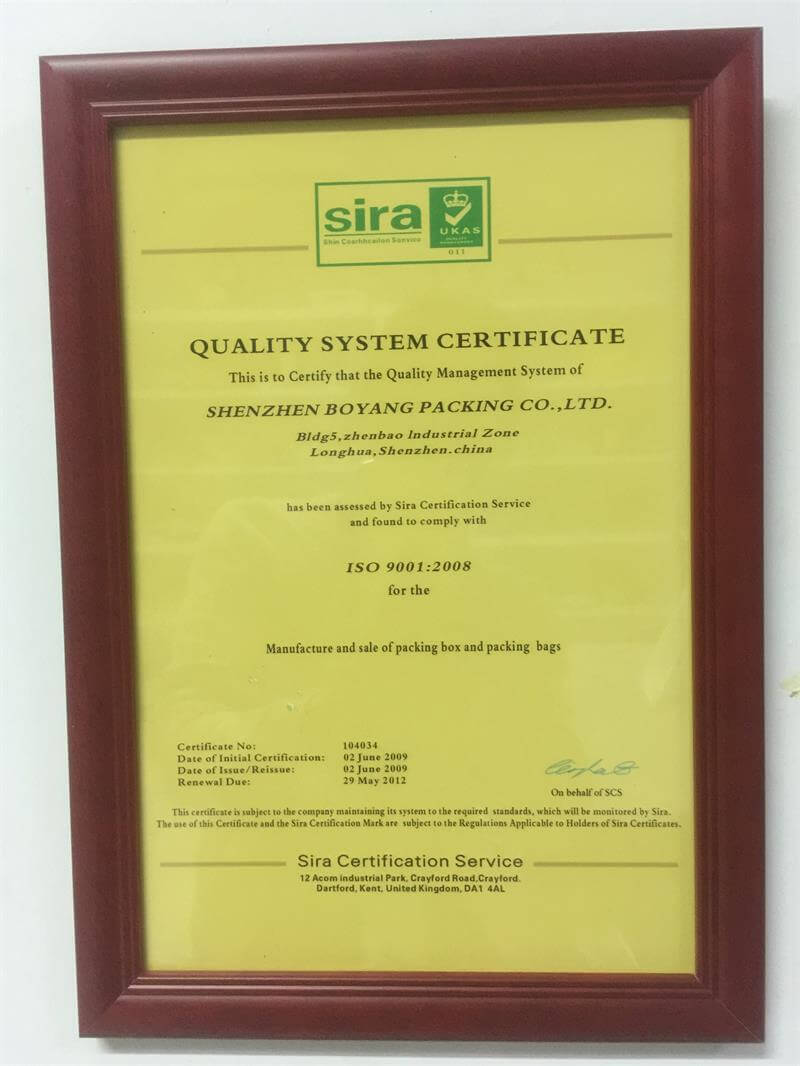 sira
Shin Coarhhcailon Sonvice
UKAS
QUALITY
MANAGEMENT
011
QUALITY SYSTEM CERTIFICATE
This is to Certify that the Quality Management System of
SHENZHEN BOYANG PACKING CO.,LTD.
Bldg5,zhenbao Industrial Zone
Longhua,Shenzhen.china
has been assessed by Sira Certification Service
and found to comply with
ISO 9001:2008
for the
Manufacture and sale of packing box and packing bags
Certificate No: 104034
Date of Initial Certification: 02 June 2009
Date of Issue/Reissue: 02 June 2009
Renewal Due: 29 May 2012
On behalf of SCS
This certificate is subject to the company maintaining its system to the required standards, which will be monitored by Sira.
The use of this Certificate and the Sira Certification Mark are subject to the Regulations Applicable to Holders of Sira Certificates.
Sira Certification Service
12 Acom industrial Park, Crayford Road,Crayford.
Dartford, Kent, United Kingdom, DA1 4AL